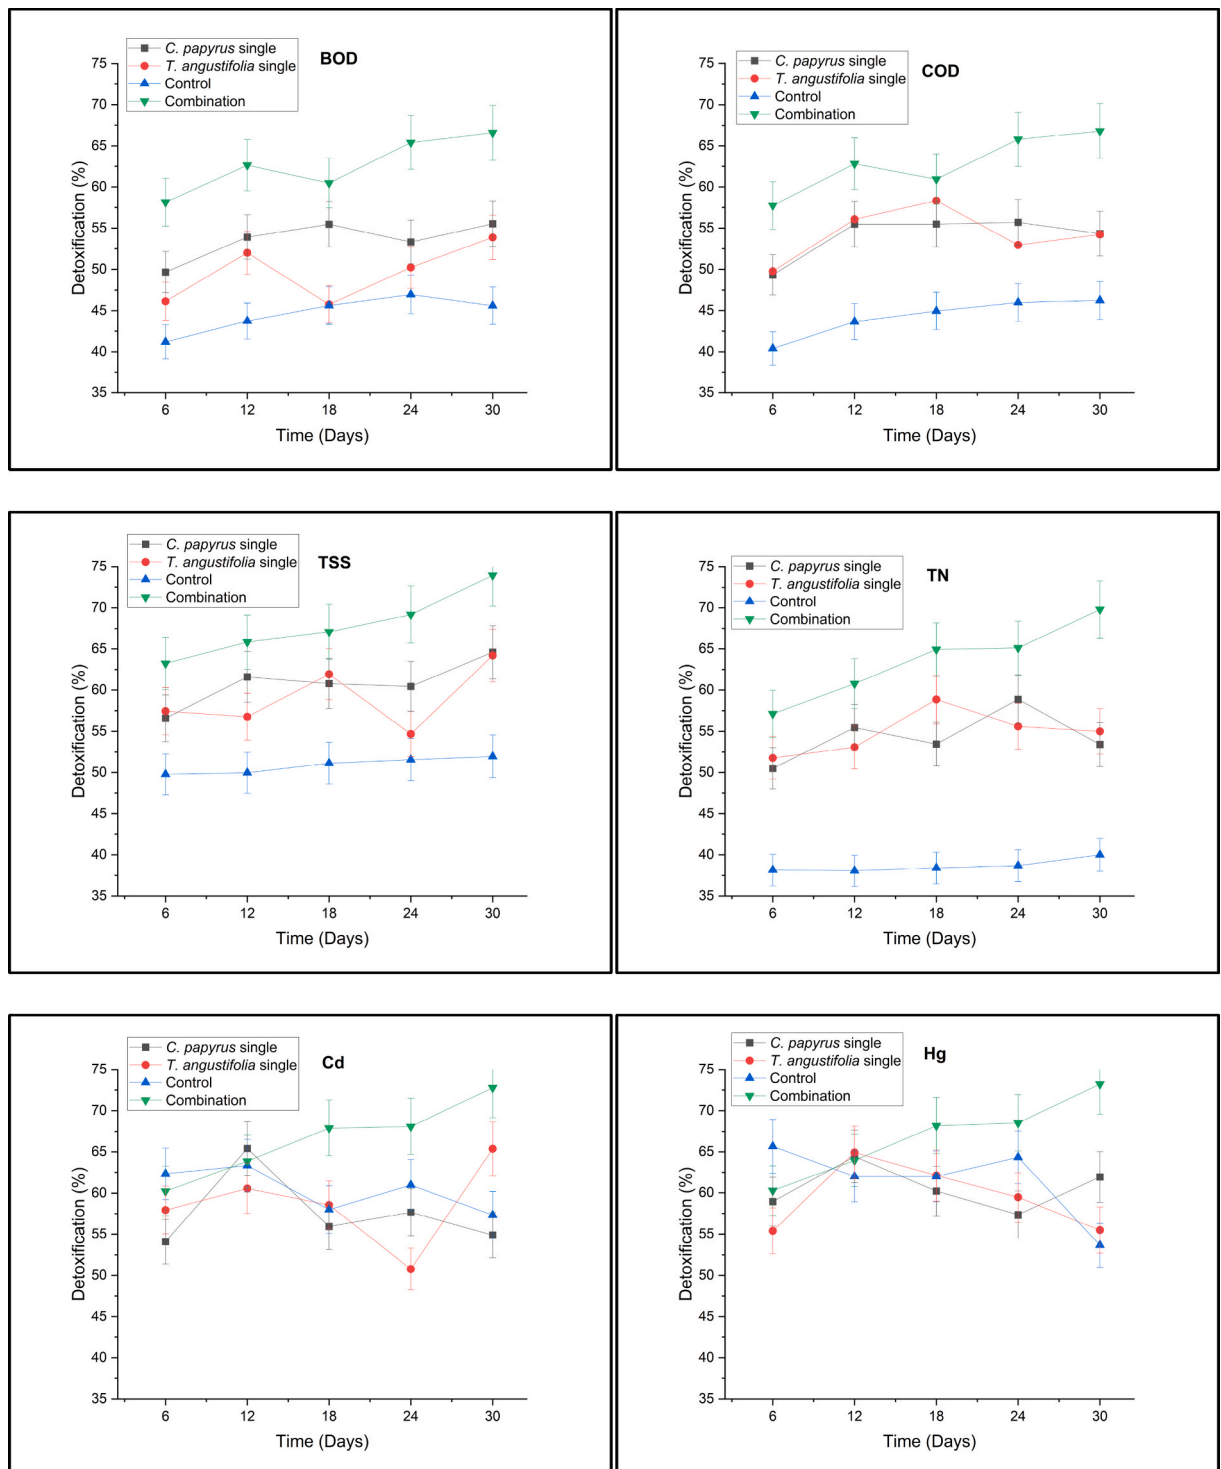 C. papyrus single
T. angustifolia single
Control
Combination
BOD
75
70
65
60
55
50
45
40
35
Detoxification (%)
6 12 18 24 30
Time (Days)
C. papyrus single
T. angustifolia single
Control
Combination
COD
75
70
65
60
55
50
45
40
35
Detoxification (%)
6 12 18 24 30
Time (Days)
C. papyrus single
T. angustifolia single
Control
Combination
TSS
75
70
65
60
55
50
45
40
35
Detoxification (%)
6 12 18 24 30
Time (Days)
C. papyrus single
T. angustifolia single
Control
Combination
TN
75
70
65
60
55
50
45
40
35
Detoxification (%)
6 12 18 24 30
Time (Days)
C. papyrus single
T. angustifolia single
Control
Combination
Cd
75
70
65
60
55
50
45
40
35
Detoxification (%)
6 12 18 24 30
Time (Days)
C. papyrus single
T. angustifolia single
Control
Combination
Hg
75
70
65
60
55
50
45
40
35
Detoxification (%)
6 12 18 24 30
Time (Days)